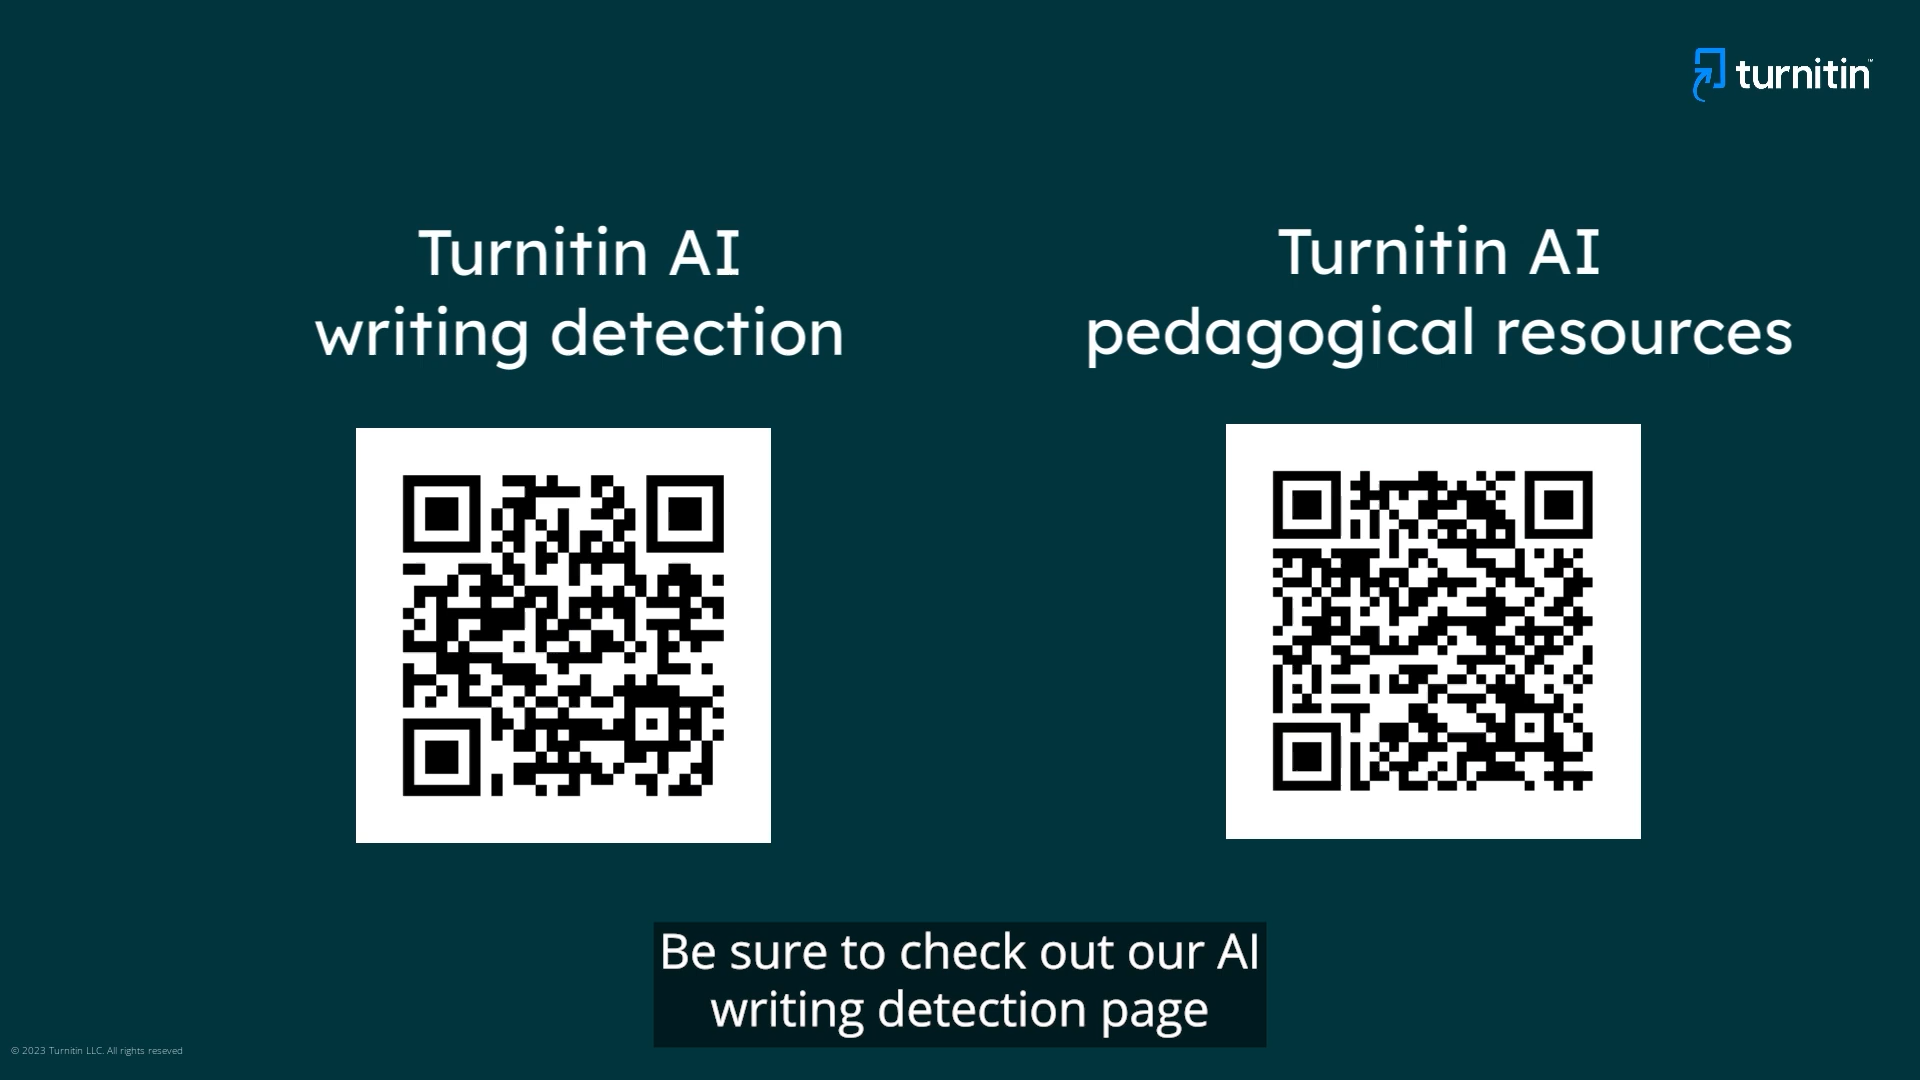 turnitin
Turnitin AI
writing detection
Turnitin AI
pedagogical resources
Be sure to check out our AI
writing detection page
© 2023 Turnitin LLC. All rights reseved